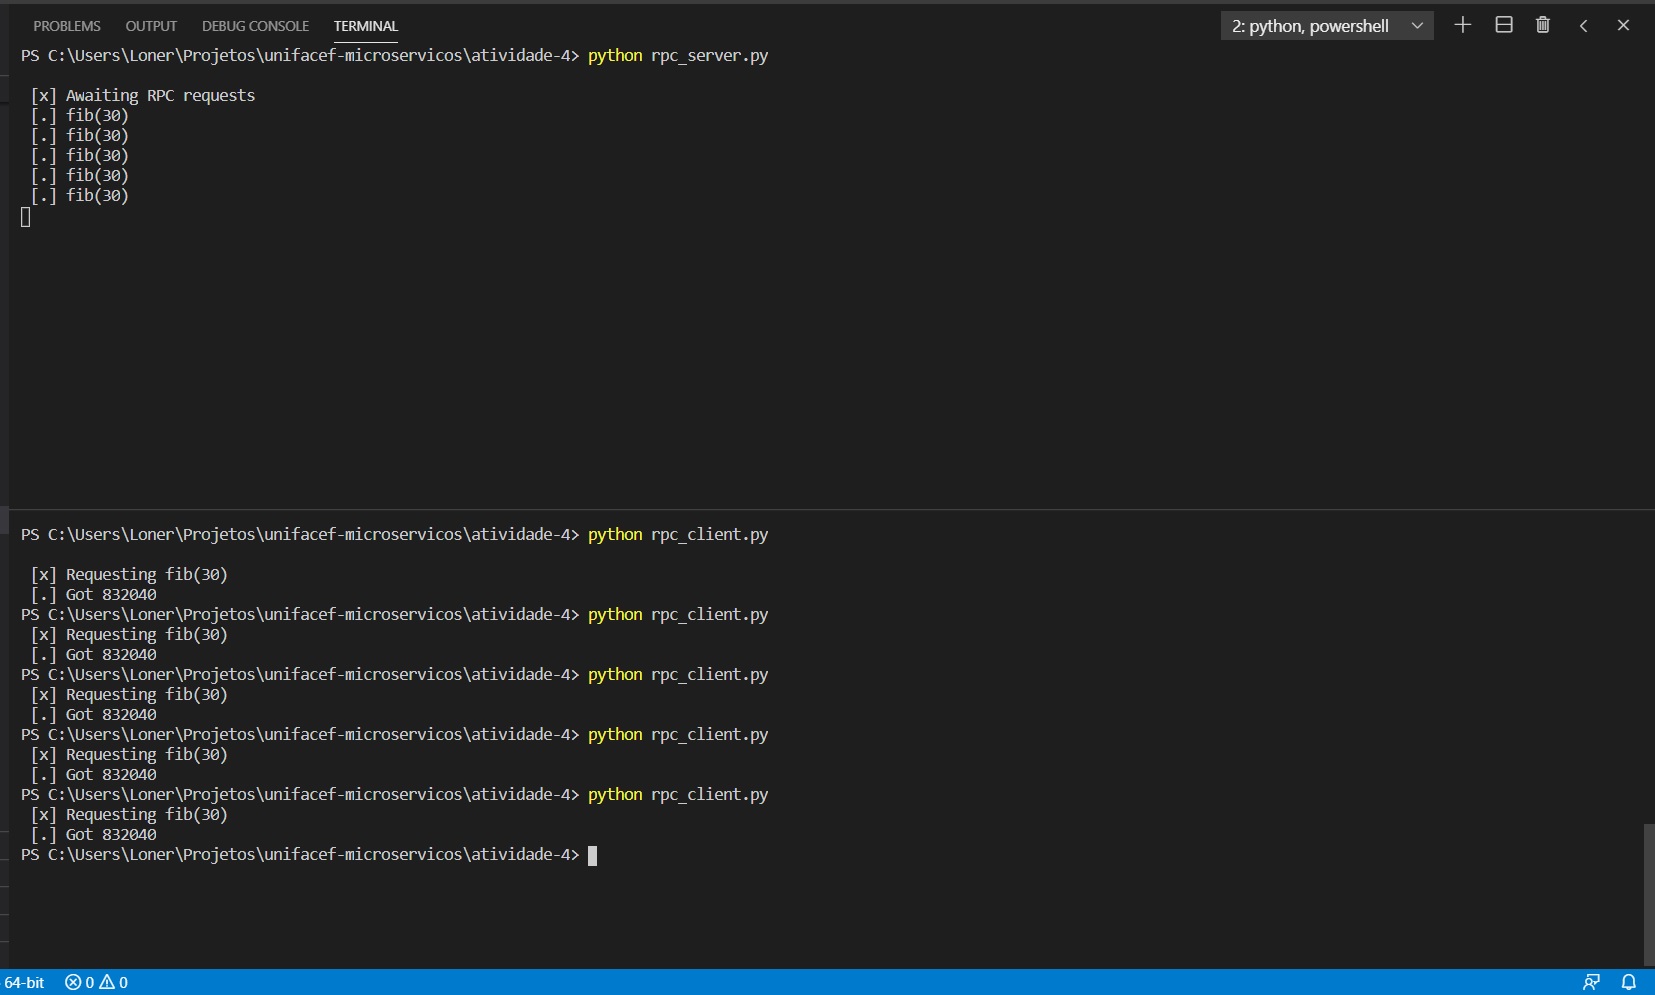 PROBLEMS OUTPUT DEBUG CONSOLE TERMINAL 2: python, powershell
PS C:\Users\Loner\Projetos\unifacef-microservicos\atividade-4> python rpc_server.py
[x] Awaiting RPC requests
[.] fib(30)
[.] fib(30)
[.] fib(30)
[.] fib(30)
[.] fib(30)
PS C:\Users\Loner\Projetos\unifacef-microservicos\atividade-4> python rpc_client.py
[x] Requesting fib(30)
[.] Got 832040
PS C:\Users\Loner\Projetos\unifacef-microservicos\atividade-4> python rpc_client.py
[x] Requesting fib(30)
[.] Got 832040
PS C:\Users\Loner\Projetos\unifacef-microservicos\atividade-4> python rpc_client.py
[x] Requesting fib(30)
[.] Got 832040
PS C:\Users\Loner\Projetos\unifacef-microservicos\atividade-4> python rpc_client.py
[x] Requesting fib(30)
[.] Got 832040
PS C:\Users\Loner\Projetos\unifacef-microservicos\atividade-4> python rpc_client.py
[x] Requesting fib(30)
[.] Got 832040
PS C:\Users\Loner\Projetos\unifacef-microservicos\atividade-4>
64-bit 0 0